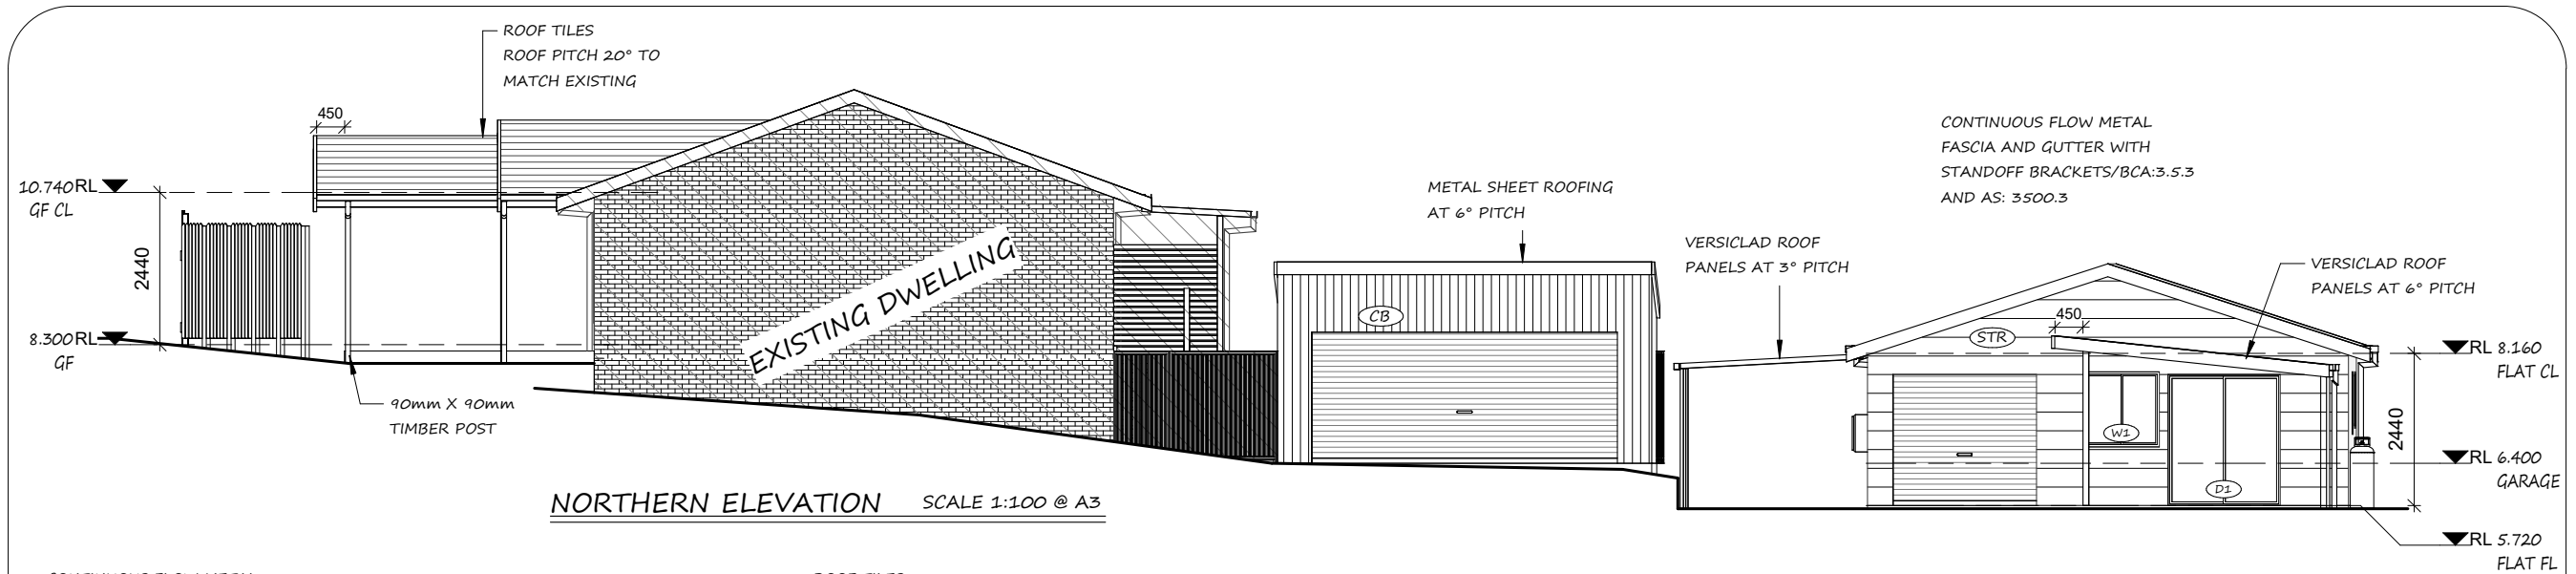 ROOF TILES
ROOF PITCH 20° TO
MATCH EXISTING
450
10.740RL
GF CL
2440
8.300RL
GF
90mm X 90mm
TIMBER POST
EXISTING DWELLING
METAL SHEET ROOFING
AT 6° PITCH
CB
VERSICLAD ROOF
PANELS AT 3° PITCH
CONTINUOUS FLOW METAL
FASCIA AND GUTTER WITH
STANDOFF BRACKETS/BCA:3.5.3
AND AS: 3500.3
VERSICLAD ROOF
PANELS AT 6° PITCH
450
STR
W1
D1
RL 8.160
FLAT CL
2440
RL 6.400
GARAGE
RL 5.720
FLAT FL
NORTHERN ELEVATION SCALE 1:100 @ A3